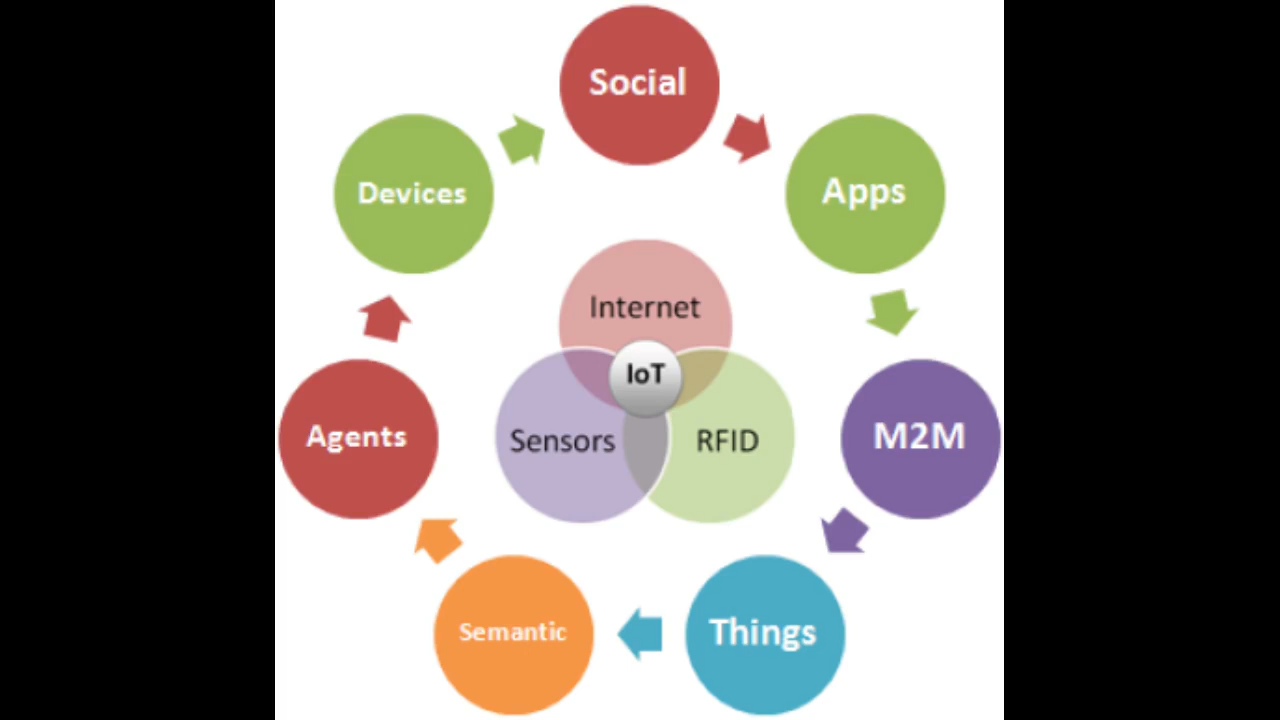 Social
Devices
Apps
Internet
IoT
Agents
Sensors
RFID
M2M
Semantic
Things